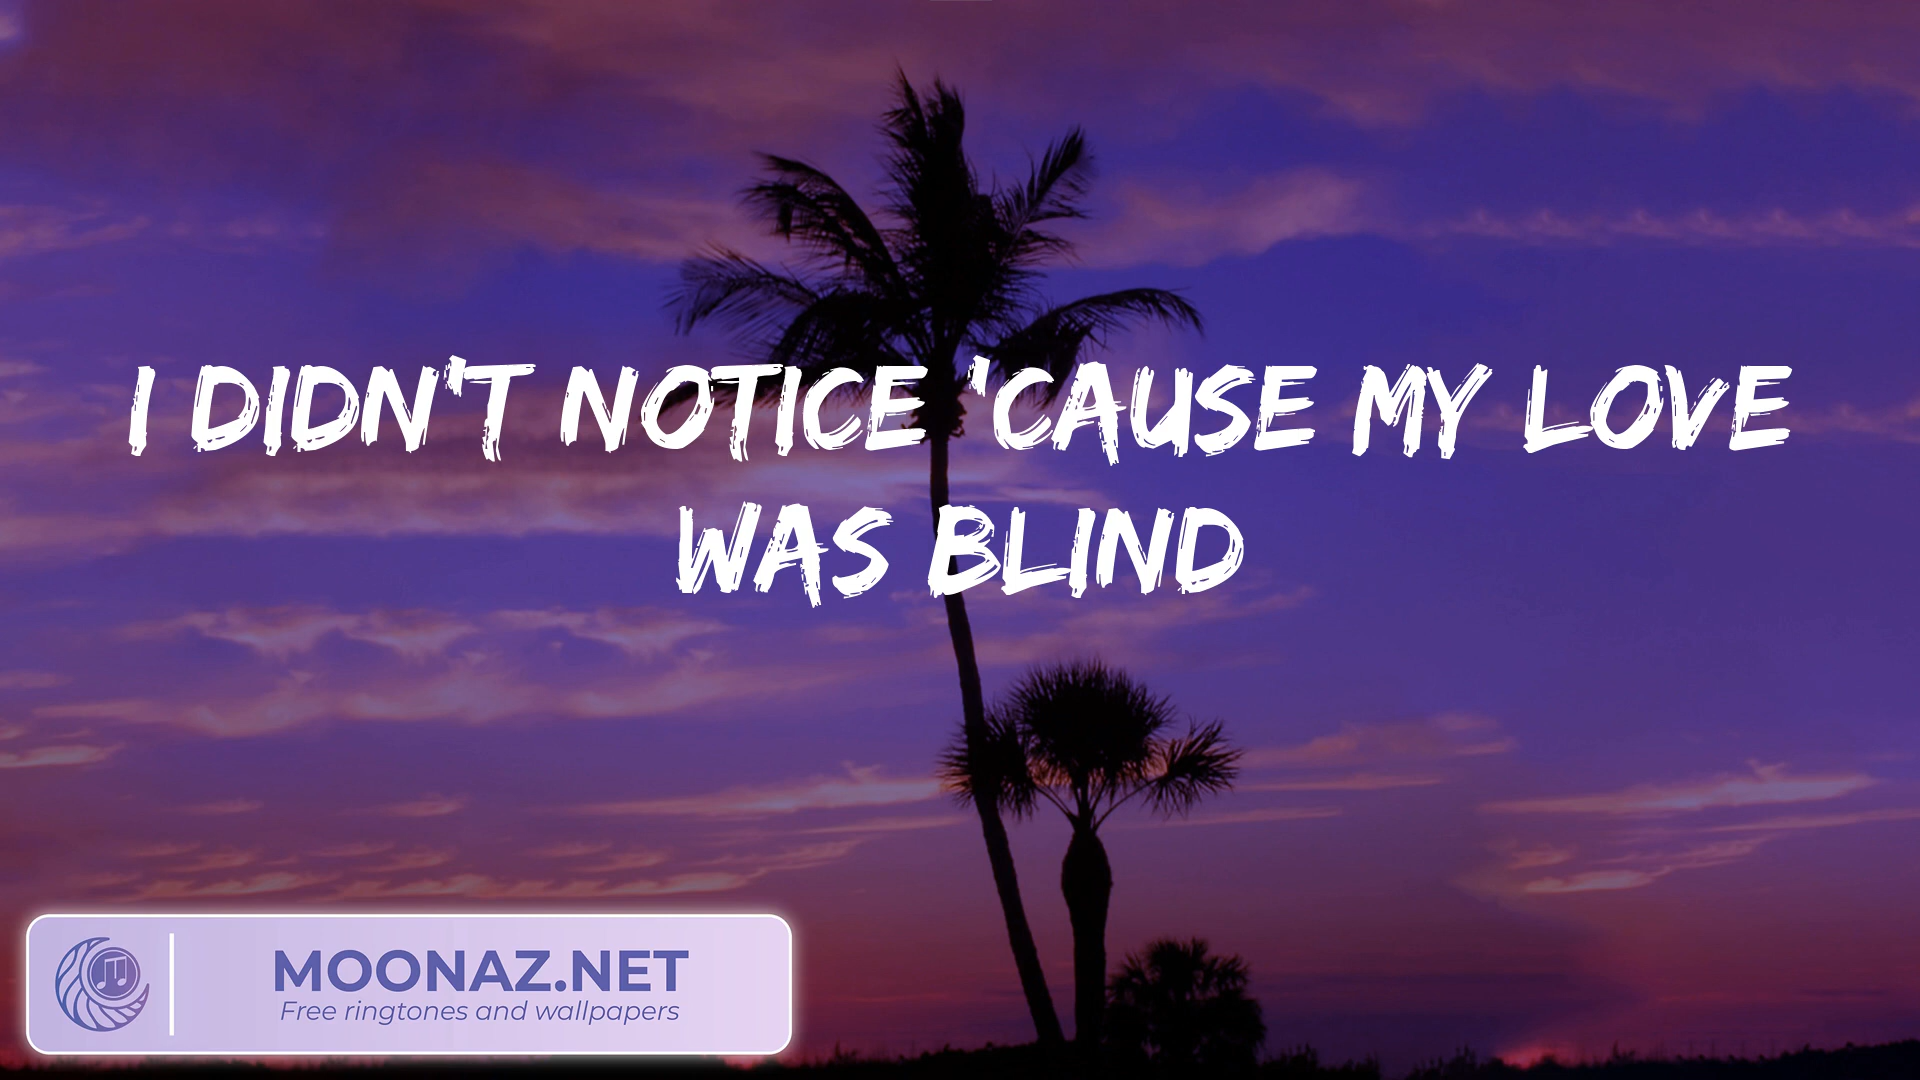 I DIDN'T NOTICE 'CAUSE MY LOVE
WAS BLIND
MOONAZ.NET
Free ringtones and wallpapers